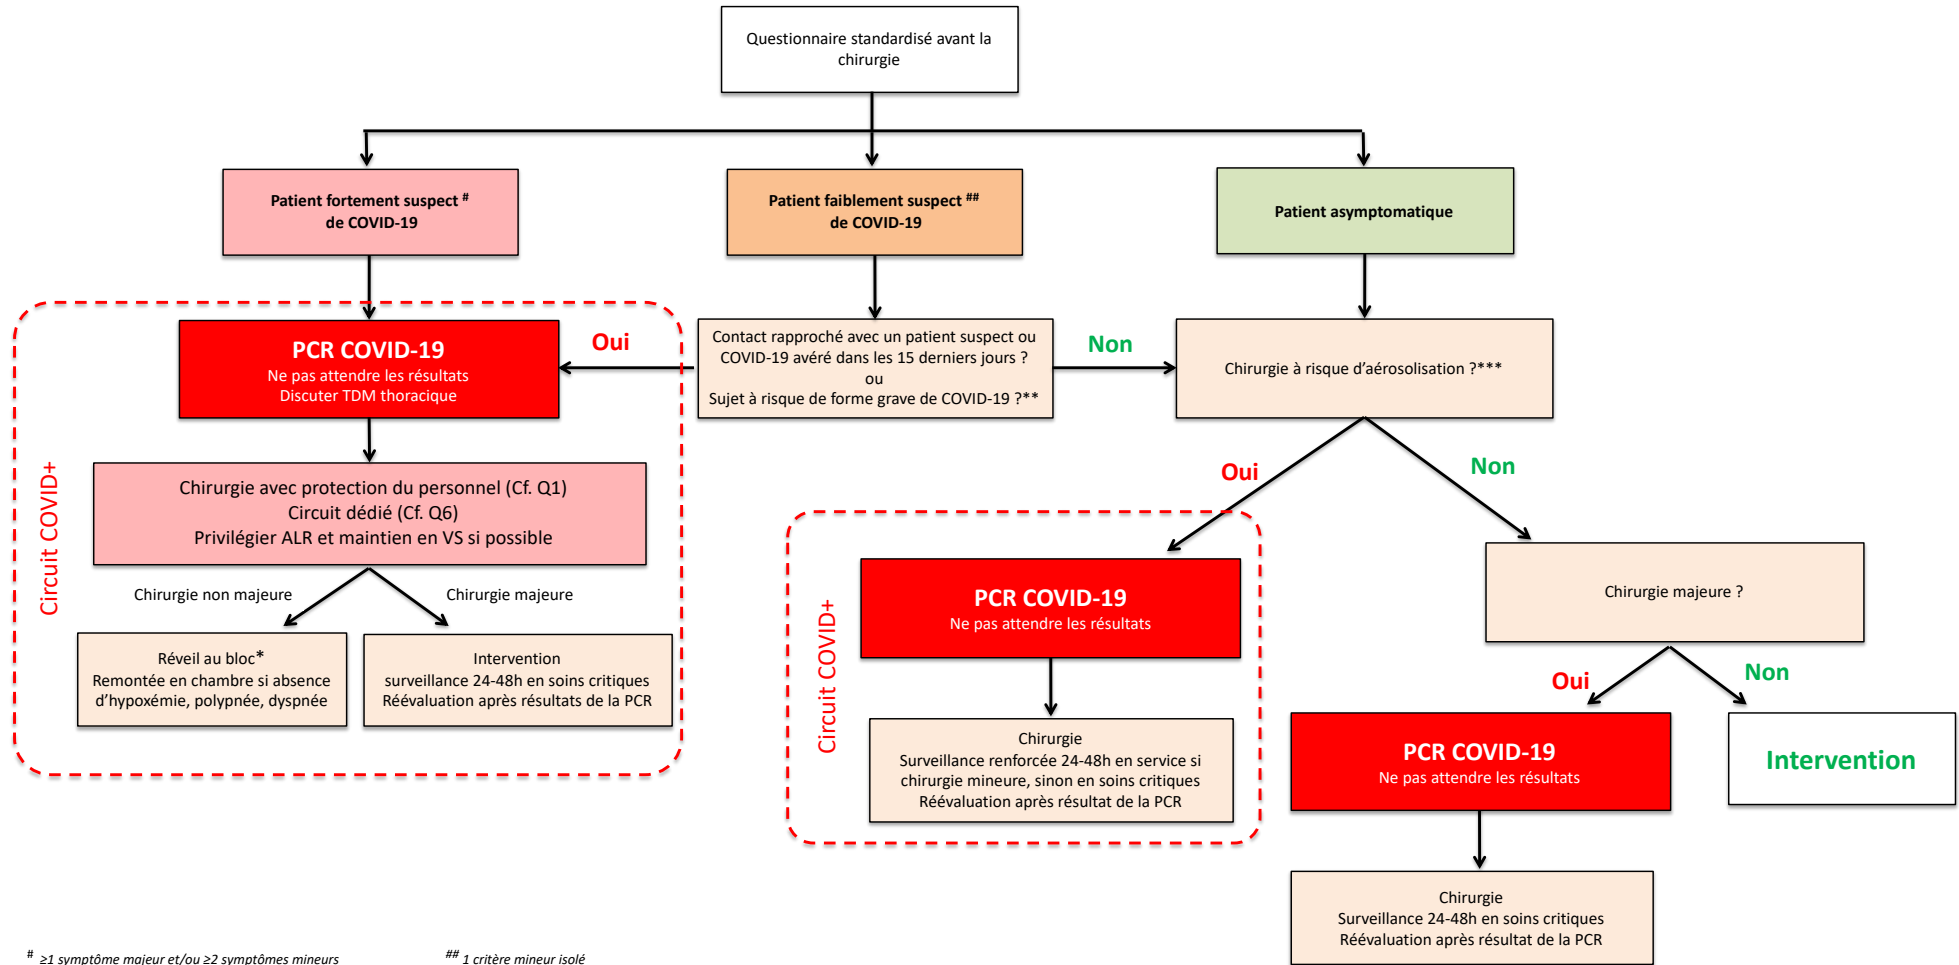 Questionnaire standardisé avant la
chirurgie
Patient fortement suspect #
de COVID-19
Patient faiblement suspect ##
de COVID-19
Patient asymptomatique
PCR COVID-19
Ne pas attendre les résultats
Discuter TDM thoracique
Oui
Contact rapproché avec un patient suspect ou
COVID-19 avéré dans les 15 derniers jours ?
ou
Sujet à risque de forme grave de COVID-19 ?**
Non
Chirurgie à risque d'aérosolisation ?***
Circuit COVID+
Chirurgie avec protection du personnel (Cf. Q1)
Circuit dédié (Cf. Q6)
Privilégier ALR et maintien en VS si possible
Chirurgie non majeure
Chirurgie majeure
Réveil au bloc*
Remontée en chambre si absence
d'hypoxémie, polypnée, dyspnée
Intervention
surveillance 24-48h en soins critiques
Réévaluation après résultats de la PCR
Oui
Non
Circuit COVID+
PCR COVID-19
Ne pas attendre les résultats
Chirurgie
Surveillance renforcée 24-48h en service si
chirurgie mineure, sinon en soins critiques
Réévaluation après résultat de la PCR
Chirurgie majeure ?
Oui
Non
PCR COVID-19
Ne pas attendre les résultats
Intervention
Chirurgie
Surveillance 24-48h en soins critiques
Réévaluation après résultat de la PCR
# ≥1 symptôme majeur et/ou ≥2 symptômes mineurs
## 1 critère mineur isolé